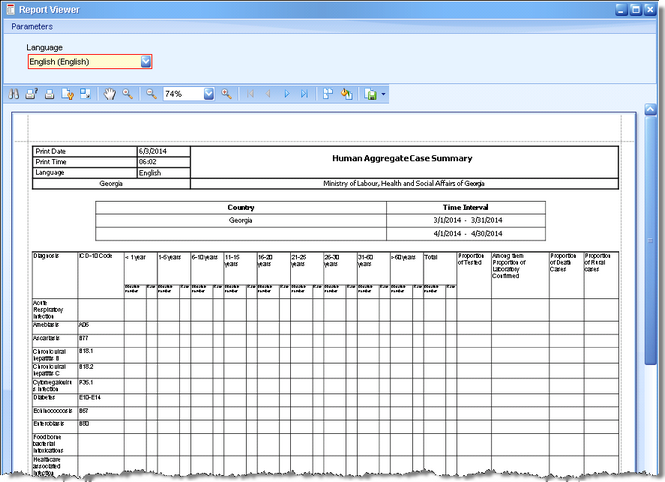 Report Viewer
Parameters
Language
English (English)
74%
Print Date 6/3/2014
Print Time 06:02
Language English
Human Aggregate Case Summary
Georgia Ministry of Labour, Health and Social Affairs of Georgia
Country Time Interval
Georgia 3/1/2014 - 3/31/2014
4/1/2014 - 4/30/2014
Diagnosis ICD-10 Code < 1 year 1-5 years 6-10 years 11-15 years 16-20 years 21-25 years 26-30 years 31-60 years >60 years Total Proportion of Tested Among them Proportion of Laboratory Confirmed Proportion of Death Cases Proportion of Rural cases
Acute
Respiratory
Infection
Amebiasis A06
Ascariasis B77
Chronic viral
hepatitis B B18.1
Chronic viral
hepatitis C B18.2
Cytomegaloviru
s infection P35.1
Diabetes E10-E14
Echinococcosis B67
Enterobiasis B80
Foodborne
bacterial
intoxications
Healthcare
associated
infection